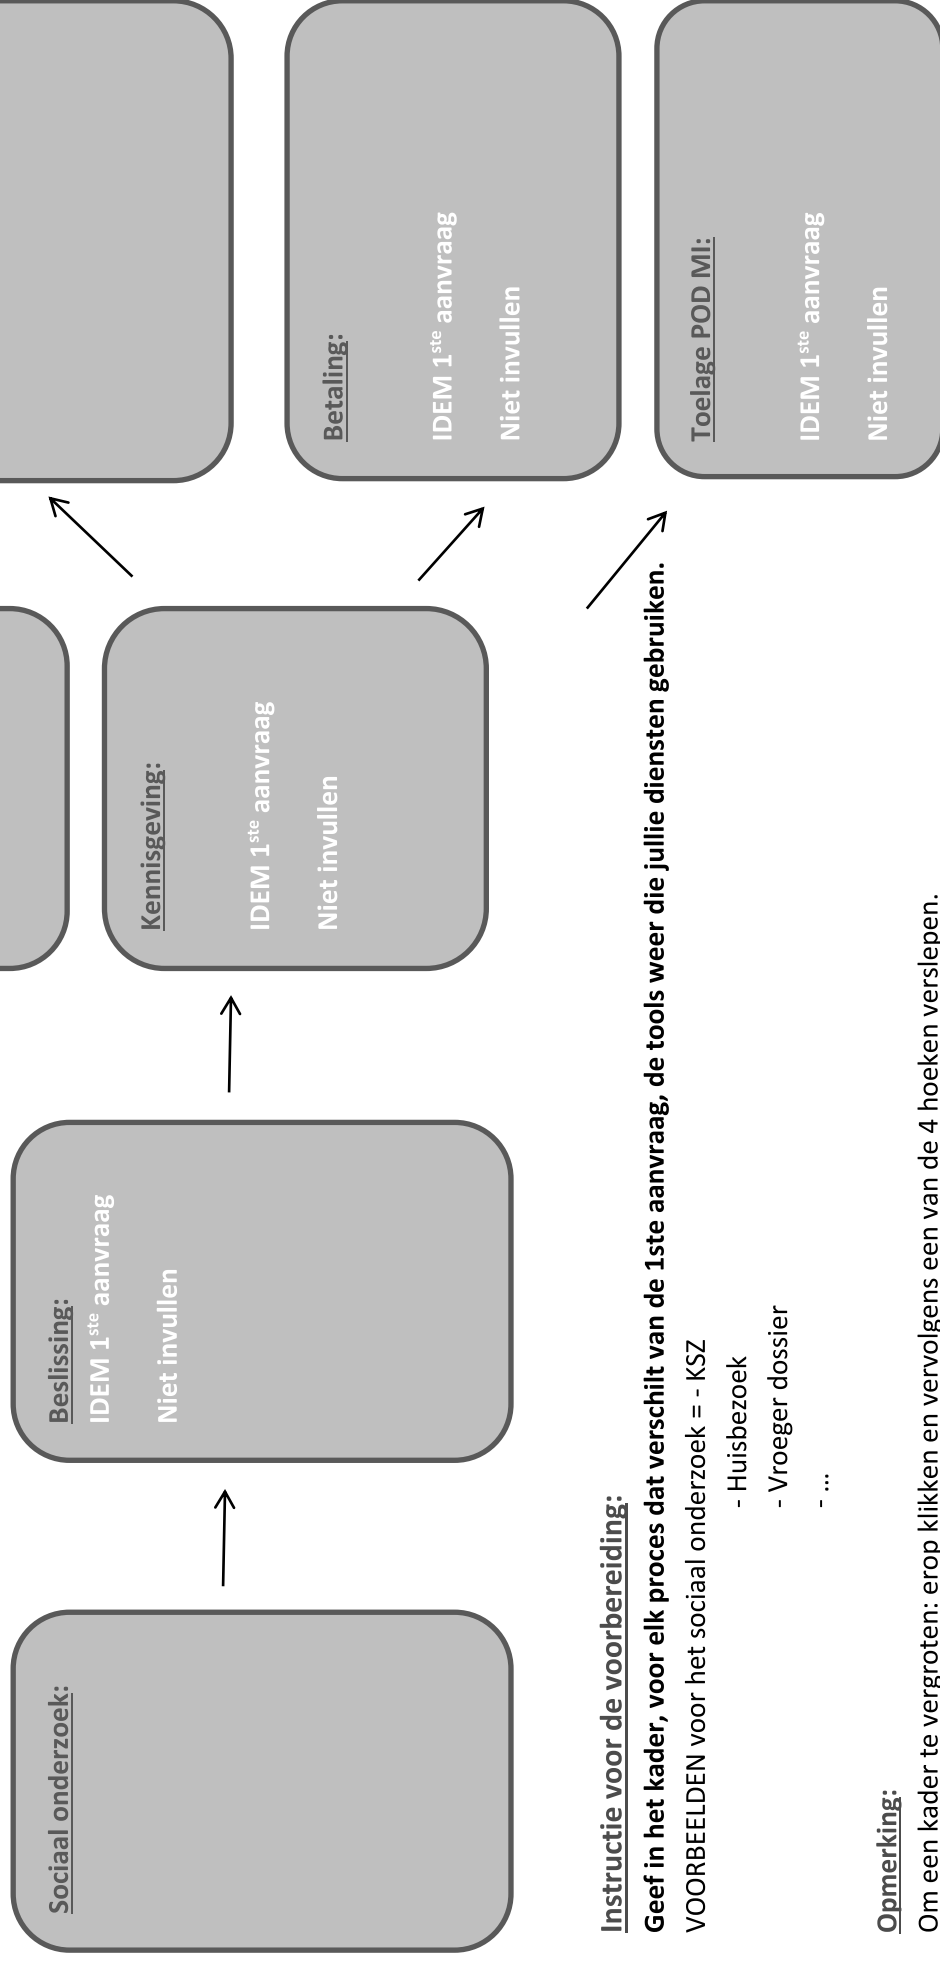 Sociaal onderzoek:
Beslissing:
IDEM 1ste aanvraag
Niet invullen
Kennisgeving:
IDEM 1ste aanvraag
Niet invullen
Betaling:
IDEM 1ste aanvraag
Niet invullen
Toelage POD MI:
IDEM 1ste aanvraag
Niet invullen
Instructie voor de voorbereiding:
Geef in het kader, voor elk proces dat verschilt van de 1ste aanvraag, de tools weer die jullie diensten gebruiken.
VOORBEELDEN voor het sociaal onderzoek = - KSZ
- Huisbezoek
- Vroeger dossier
- ...
Opmerking:
Om een kader te vergroten: erop klikken en vervolgens een van de 4 hoeken verslepen.